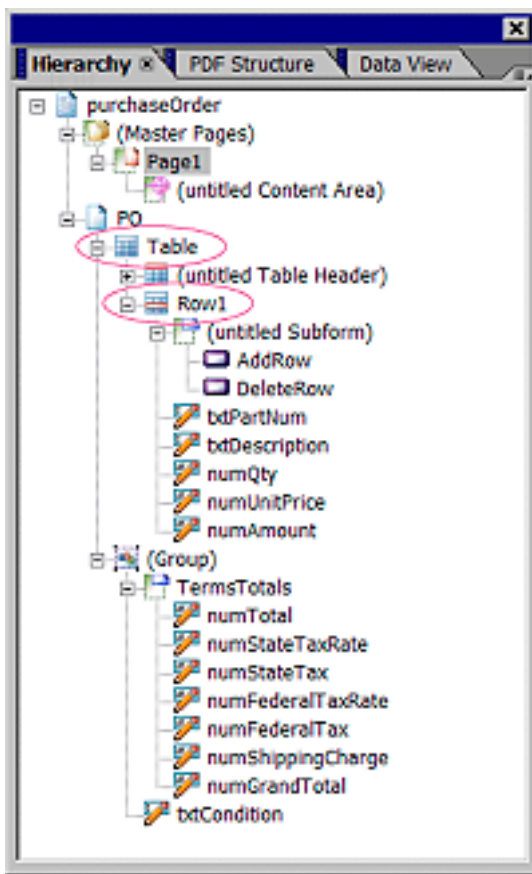 Hierarchy PDF Structure Data View
purchaseOrder
(Master Pages)
Page1
(untitled Content Area)
PO
Table
(untitled Table Header)
Row1
(untitled Subform)
AddRow
DeleteRow
txtPartNum
txtDescription
numQty
numUnitPrice
numAmount
(Group)
TermsTotals
numTotal
numStateTaxRate
numStateTax
numFederalTaxRate
numFederalTax
numShippingCharge
numGrandTotal
txtCondition